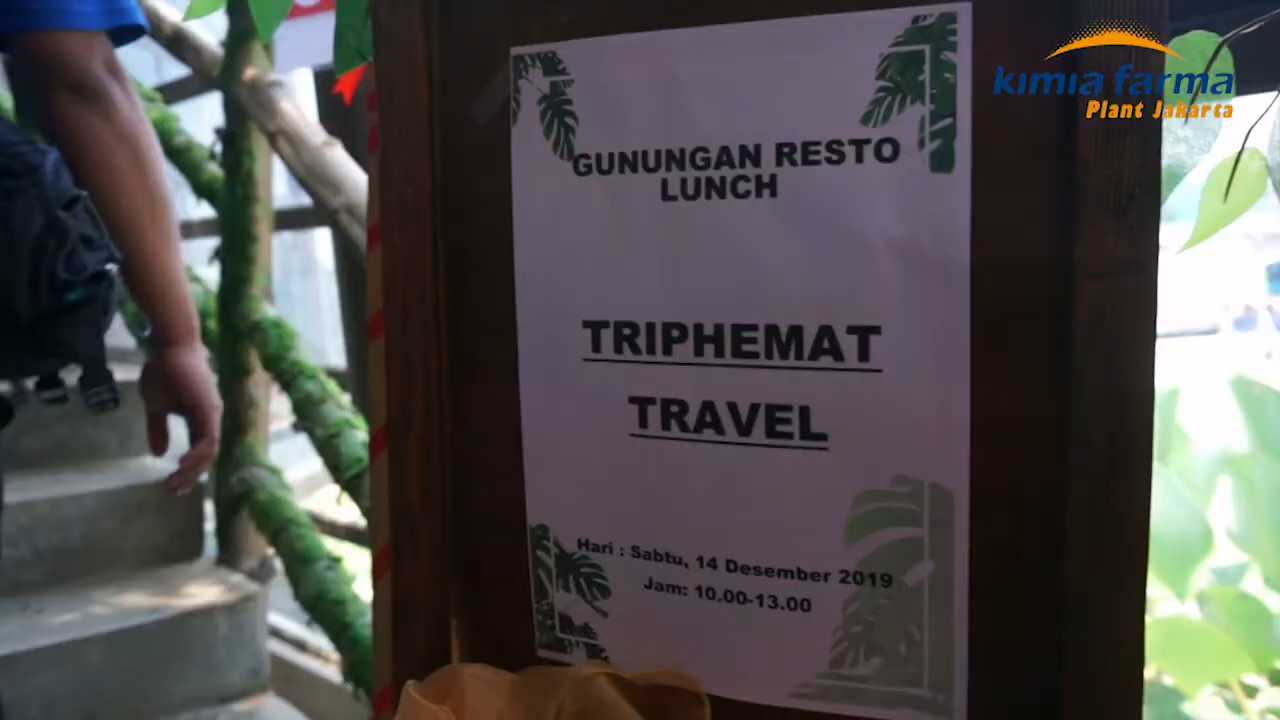 kimia farma
Plant Jakarta
GUNUNGAN RESTO
LUNCH
TRIPHEMAT
TRAVEL
Hari : Sabtu, 14 Desember 2019
Jam: 10.00-13.00